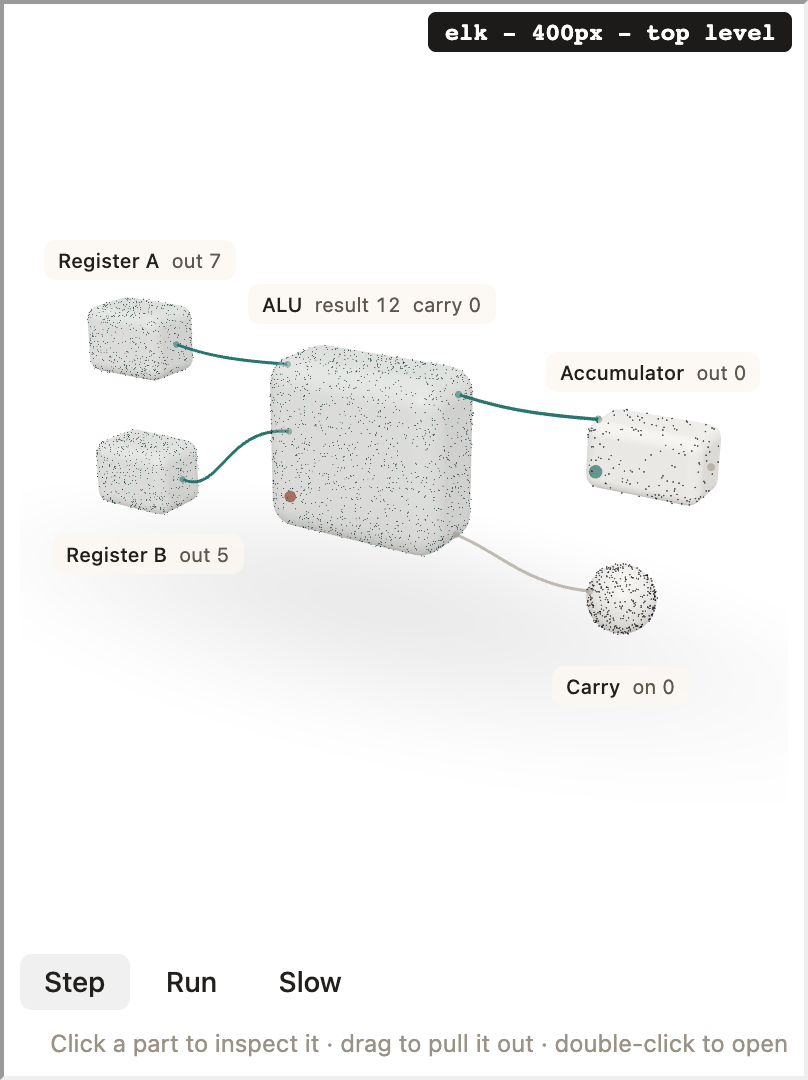 elk - 400px - top level
Register A out 7
ALU result 12 carry 0
Accumulator out 0
Register B out 5
Carry on 0
Step Run Slow
Click a part to inspect it · drag to pull it out · double-click to open